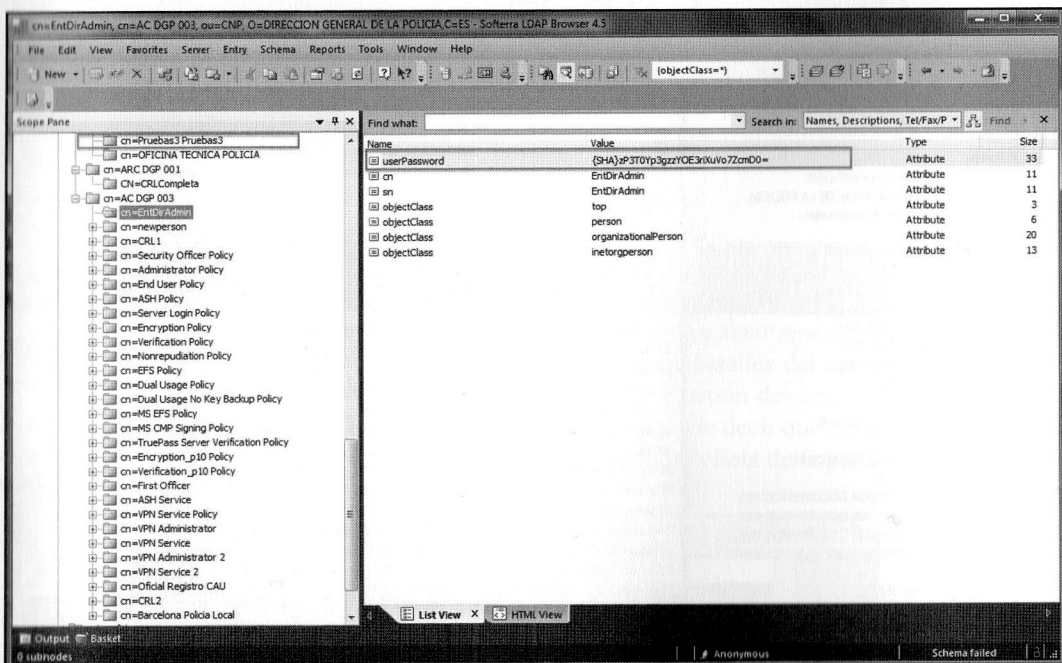 cn=EntDirAdmin, cn=AC DGP 003, ou=CNP, O=DIRECCION GENERAL DE LA POLICIA,C=ES - Softerra LDAP Browser 4.5
File Edit View Favorites Server Entry Schema Reports Tools Window Help
New (objectClass=*)
Scope Pane
Find what: Search in: Names, Descriptions, Tel/Fax/P Find
cn=Pruebas3 Pruebas3
cn=OFICINA TECNICA POLICIA
cn=ARC DGP 001
CN=CRLCompleta
cn=AC DGP 003
cn=EntDirAdmin
cn=newperson
cn=CRL1
cn=Security Officer Policy
cn=Administrator Policy
cn=End User Policy
cn=ASH Policy
cn=Server Login Policy
cn=Encryption Policy
cn=Verification Policy
cn=Nonrepudiation Policy
cn=EFS Policy
cn=Dual Usage Policy
cn=Dual Usage No Key Backup Policy
cn=MS EFS Policy
cn=MS CMP Signing Policy
cn=TruePass Server Verification Policy
cn=Encryption_p10 Policy
cn=Verification_p10 Policy
cn=First Officer
cn=ASH Service
cn=VPN Service Policy
cn=VPN Administrator
cn=VPN Service
cn=VPN Administrator 2
cn=VPN Service 2
cn=Oficial Registro CAU
cn=CRL2
cn=Barcelona Policia Local
Name Value Type Size
userPassword {SHA}zP3T0Yp3gzzYOE3riXuVo7ZcmD0= Attribute 33
cn EntDirAdmin Attribute 11
sn EntDirAdmin Attribute 11
objectClass top Attribute 3
objectClass person Attribute 6
objectClass organizationalPerson Attribute 20
objectClass inetorgperson Attribute 13
List View X HTML View
Output Basket
0 subnodes Anonymous Schema failed